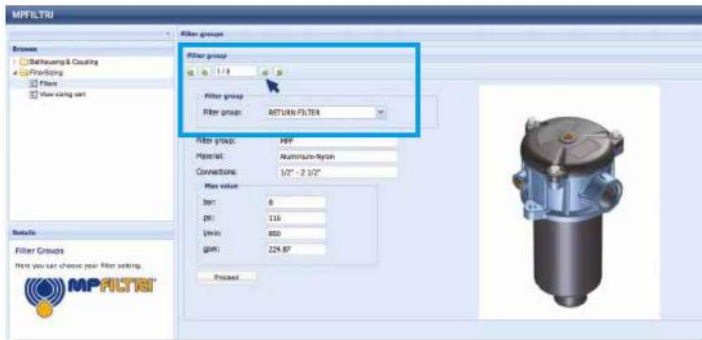 MPFILTRI
Filter groups
Browse
Bellhousing & Coupling
FilterSizing
Filters
View sizing cart
Filter group
1 / 8
Filter group
Filter group:
RETURN FILTER
Filter group:
MPF
Material:
Aluminium-Nylon
Connections:
1/2" - 2 1/2"
Max value
bar:
8
psi:
116
l/min:
850
gpm:
224.87
Proceed
Details
Filter Groups
Here you can choose your filter setting.
MPFILTRI